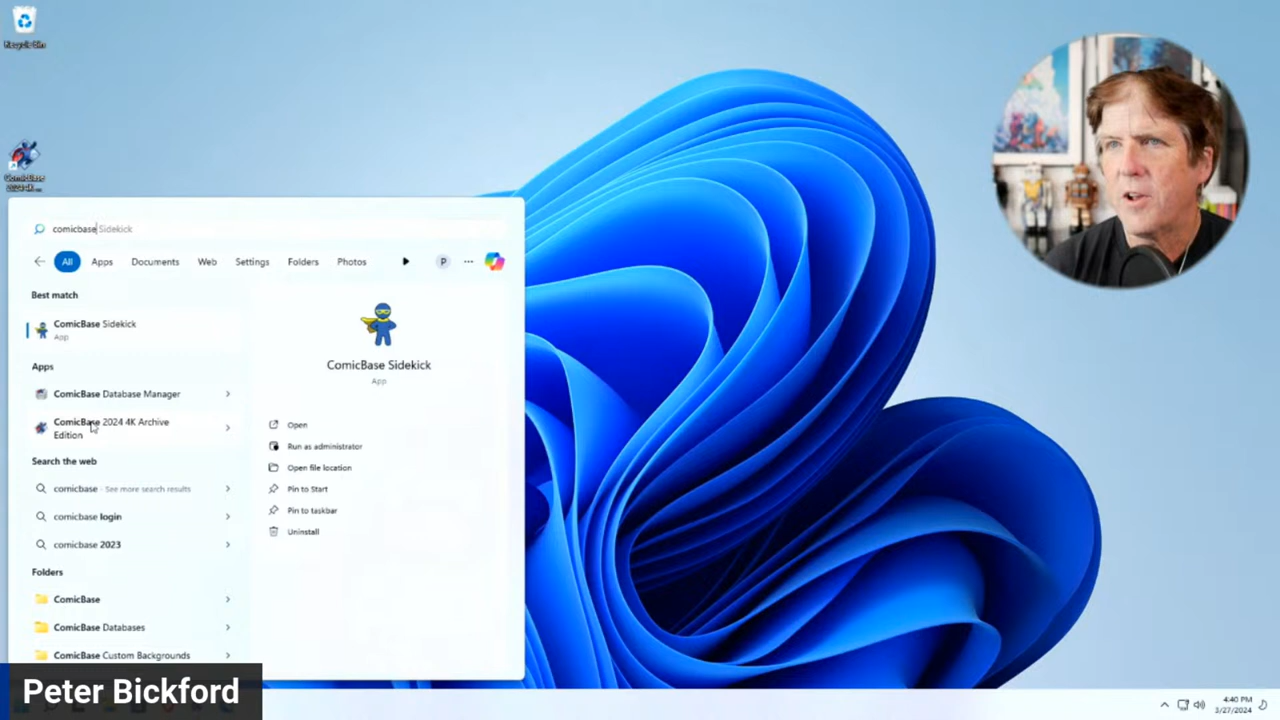 Recycle Bin
ComicBase
2024 4K ...
comicbase Sidekick
All Apps Documents Web Settings Folders Photos P ...
Best match
ComicBase Sidekick
App
Apps
ComicBase Database Manager
ComicBase 2024 4K Archive
Edition
Search the web
comicbase - See more search results
comicbase login
comicbase 2023
Folders
ComicBase
ComicBase Databases
ComicBase Custom Backgrounds
ComicBase Sidekick
App
Open
Run as administrator
Open file location
Pin to Start
Pin to taskbar
Uninstall
Peter Bickford
4:40 PM
3/27/2024